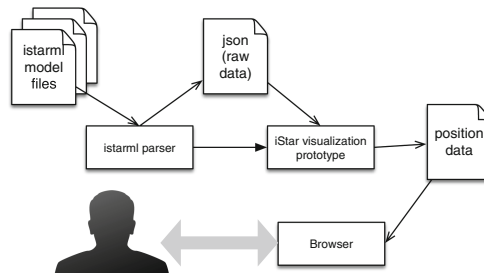 istarml
model
files
json
(raw
data)
istarml parser
iStar visualization
prototype
position
data
Browser